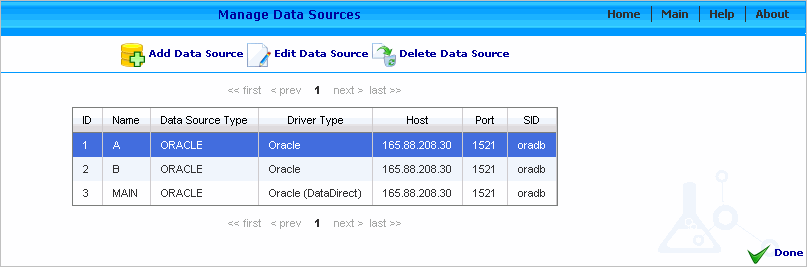 Manage Data Sources Home Main Help About
Add Data Source Edit Data Source Delete Data Source
<< first < prev 1 next > last >>
ID Name Data Source Type Driver Type Host Port SID
1 A ORACLE Oracle 165.88.208.30 1521 oradb
2 B ORACLE Oracle 165.88.208.30 1521 oradb
3 MAIN ORACLE Oracle (DataDirect) 165.88.208.30 1521 oradb
<< first < prev 1 next > last >>
Done